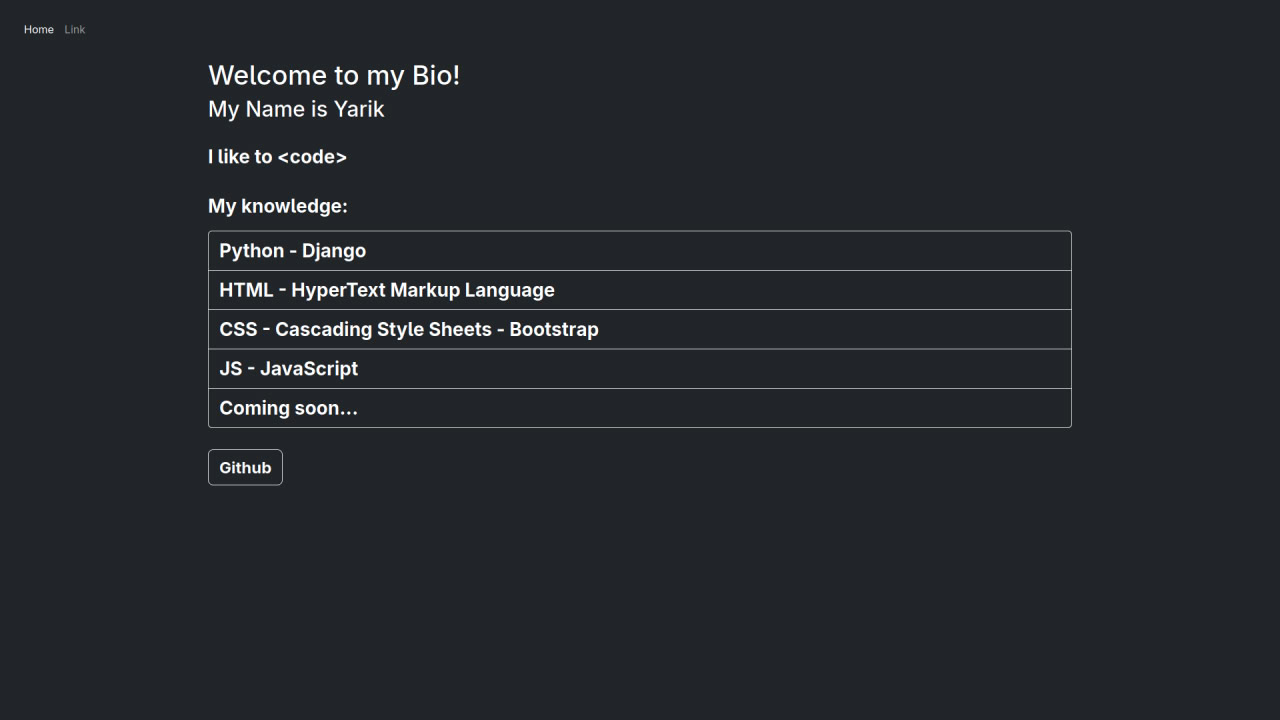 Home Link
Welcome to my Bio!
My Name is Yarik
I like to <code>
My knowledge:
Python - Django
HTML - HyperText Markup Language
CSS - Cascading Style Sheets - Bootstrap
JS - JavaScript
Coming soon...
Github